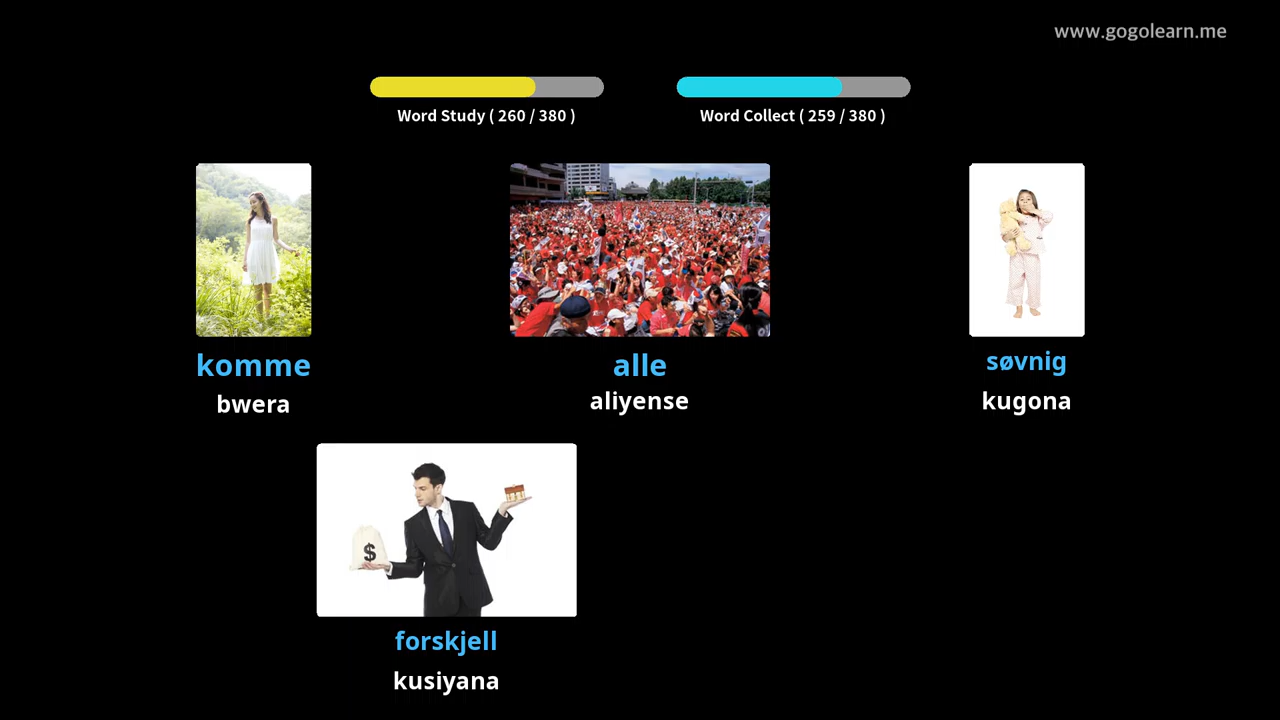 www.gogolearn.me
Word Study ( 260 / 380 )
Word Collect ( 259 / 380 )
komme
bwera
alle
aliyense
søvnig
kugona
$
forskjell
kusiyana